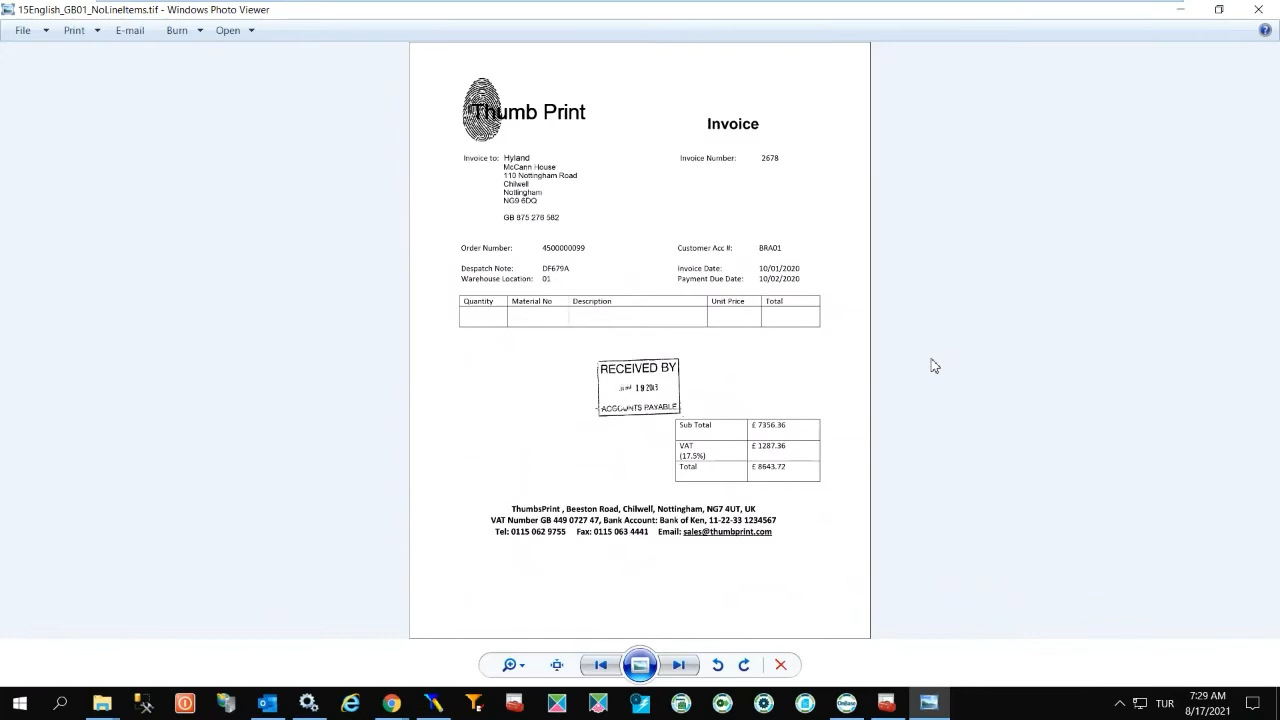 15English_GB01_NoLineItems.tif - Windows Photo Viewer
File Print E-mail Burn Open
Thumb Print
Invoice
Invoice to: Hyland
McCann House
110 Nottingham Road
Chilwell
Nottingham
NG9 6DQ
GB 875 276 582
Invoice Number: 2678
Order Number: 4500000099
Customer Acc #: BRA01
Despatch Note: DF679A
Invoice Date: 10/01/2020
Warehouse Location: 01
Payment Due Date: 10/02/2020
Quantity Material No Description Unit Price Total
RECEIVED BY
19 2013
ACCOUNTS PAYABLE
Sub Total £ 7356.36
VAT £ 1287.36
(17.5%)
Total £ 8643.72
ThumbsPrint , Beeston Road, Chilwell, Nottingham, NG7 4UT, UK
VAT Number GB 449 0727 47, Bank Account: Bank of Ken, 11-22-33 1234567
Tel: 0115 062 9755 Fax: 0115 063 4441 Email: sales@thumbprint.com
TUR
7:29 AM
8/17/2021